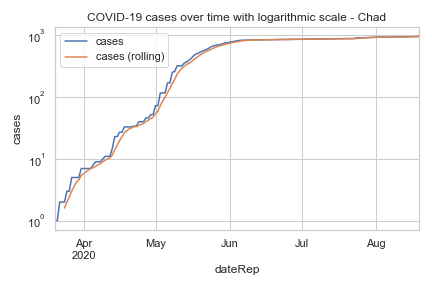 COVID-19 cases over time with logarithmic scale - Chad
cases
cases (rolling)
10³
10²
10¹
10⁰
cases
Apr
2020
May
Jun
Jul
Aug
dateRep